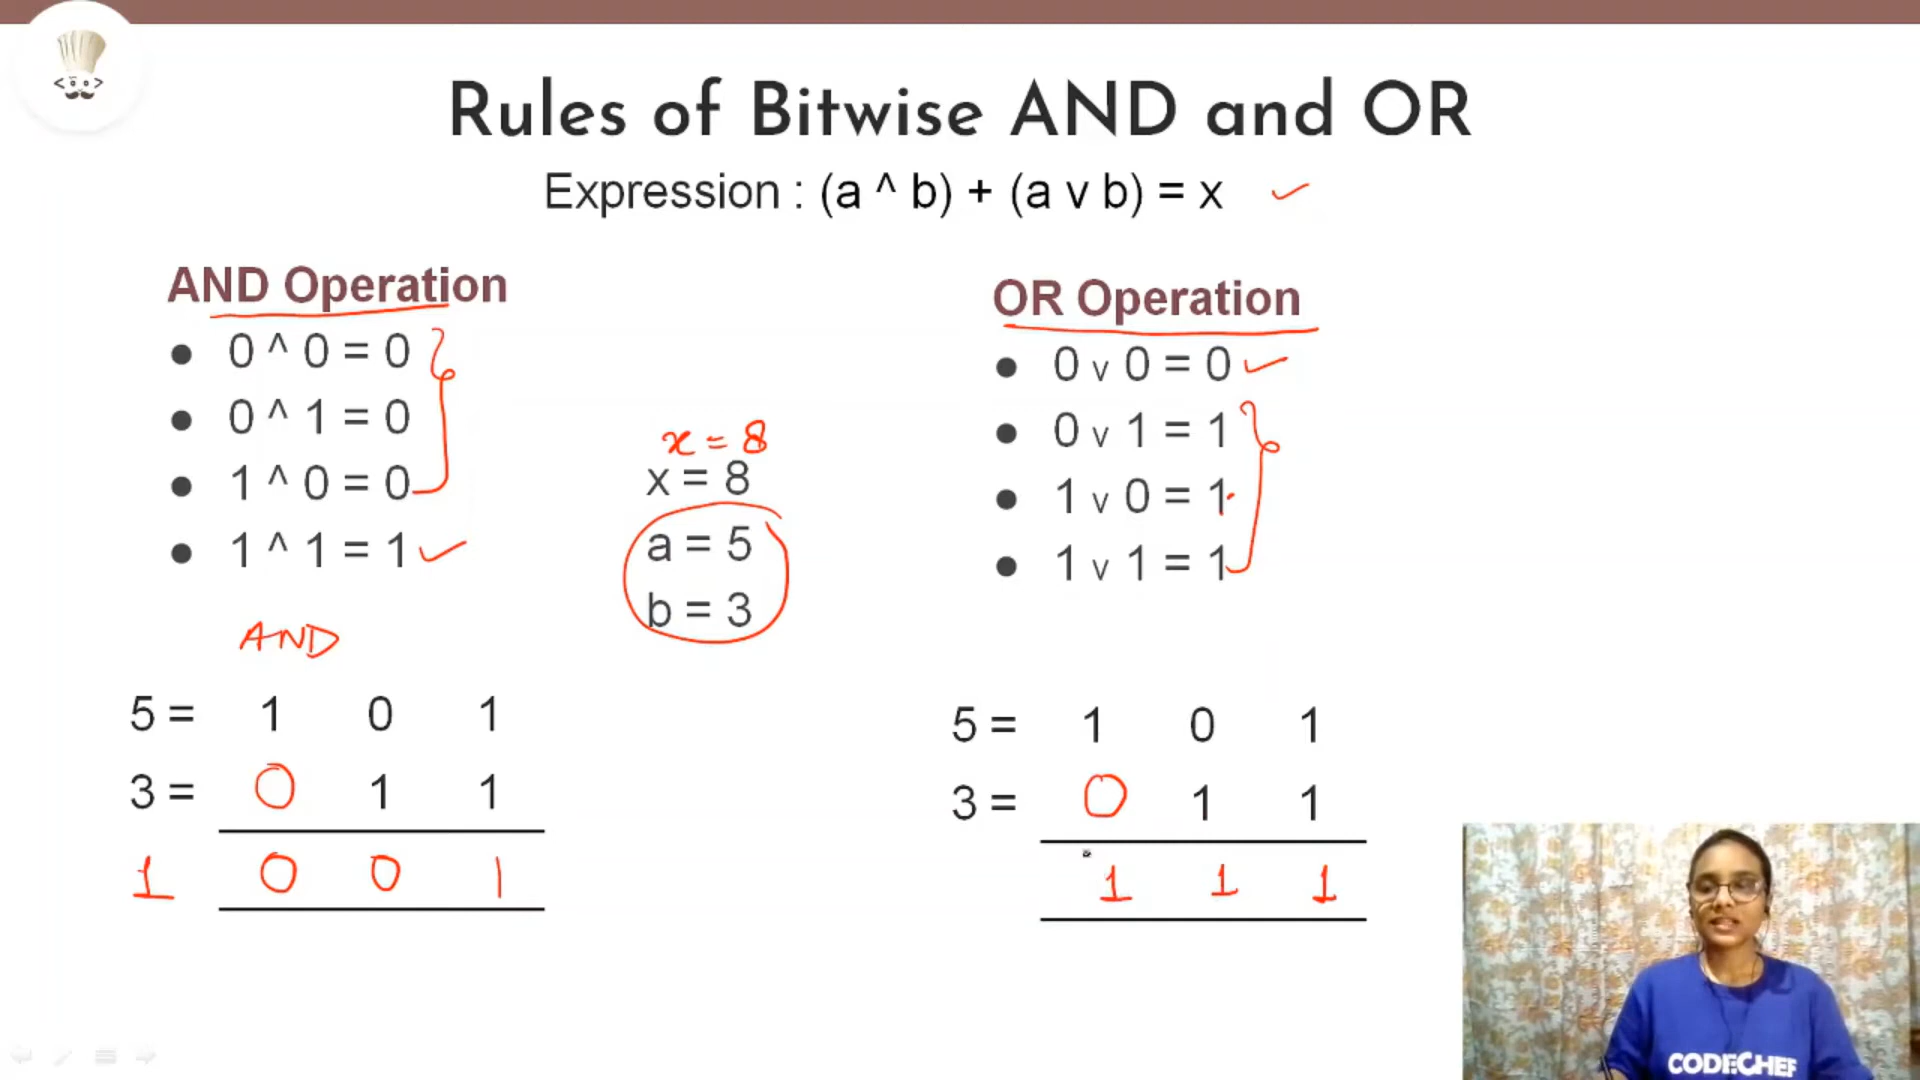 Rules of Bitwise AND and OR
Expression : (a ^ b) + (a v b) = x
AND Operation
0 ^ 0 = 0
0 ^ 1 = 0
1 ^ 0 = 0
1 ^ 1 = 1
x = 8
x = 8
a = 5
b = 3
OR Operation
0 v 0 = 0
0 v 1 = 1
1 v 0 = 1
1 v 1 = 1
AND
5 = 1 0 1
3 = 0 1 1
1 0 0 1
5 = 1 0 1
3 = 0 1 1
1 1 1
CODECHEF